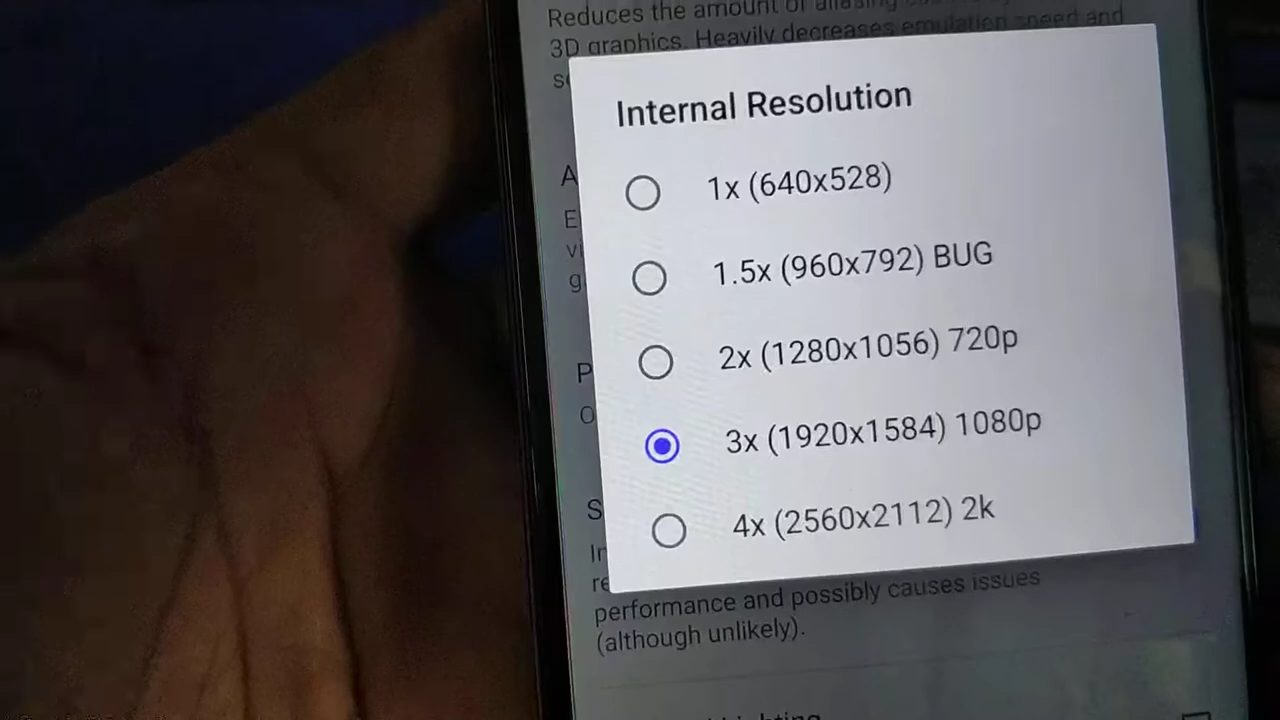 Reduces the amount of aliasing
3D graphics. Heavily decreases emulation speed and
Internal Resolution
1x (640x528)
1.5x (960x792) BUG
2x (1280x1056) 720p
3x (1920x1584) 1080p
4x (2560x2112) 2k
performance and possibly causes issues
(although unlikely).